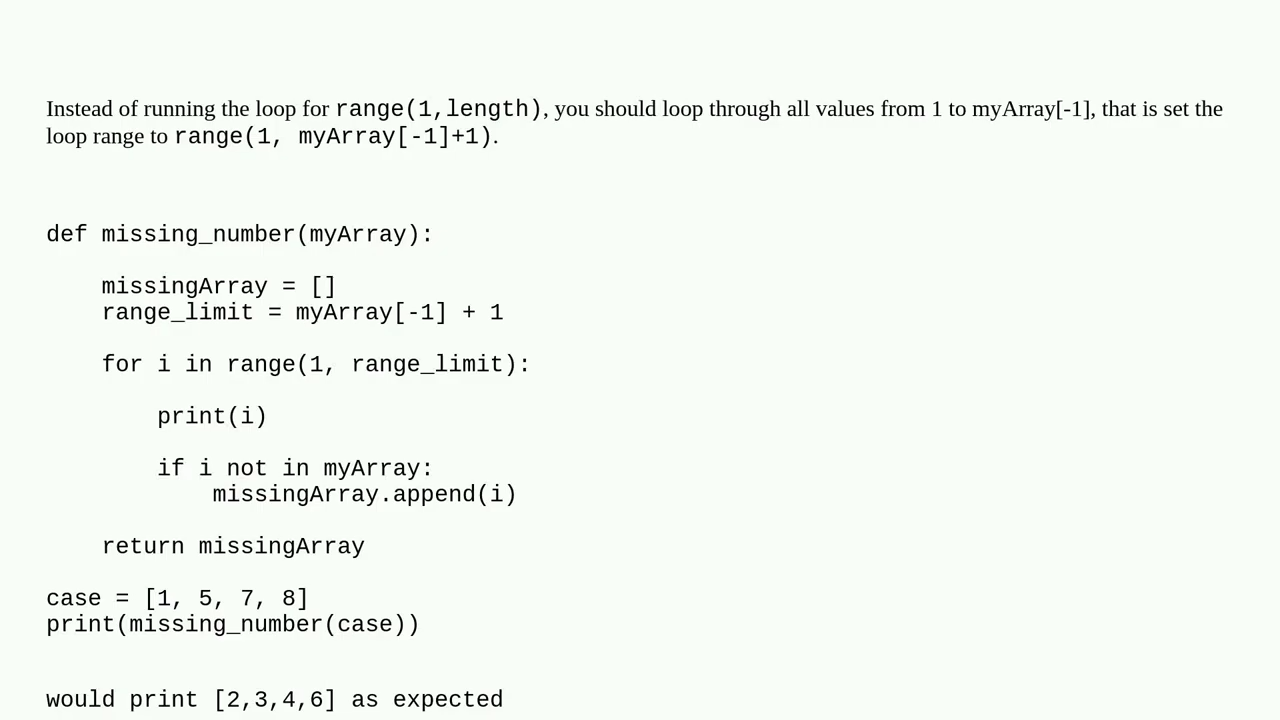 Instead of running the loop for range(1,length), you should loop through all values from 1 to myArray[-1], that is set the
loop range to range(1, myArray[-1]+1).
def missing_number(myArray):
    missingArray = []
    range_limit = myArray[-1] + 1
    for i in range(1, range_limit):
        print(i)
        if i not in myArray:
            missingArray.append(i)
    return missingArray
case = [1, 5, 7, 8]
print(missing_number(case))
would print [2,3,4,6] as expected